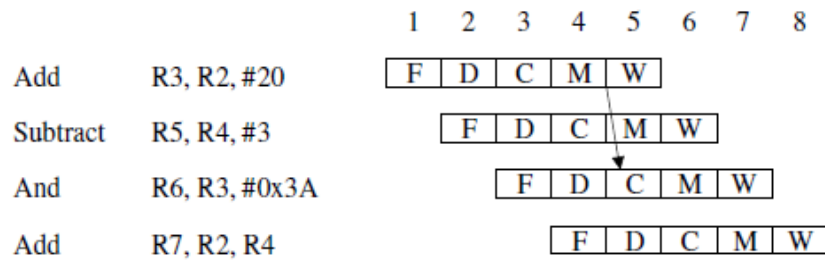 1 2 3 4 5 6 7 8
Add R3, R2, #20 F D C M W
Subtract R5, R4, #3 F D C M W
And R6, R3, #0x3A F D C M W
Add R7, R2, R4 F D C M W